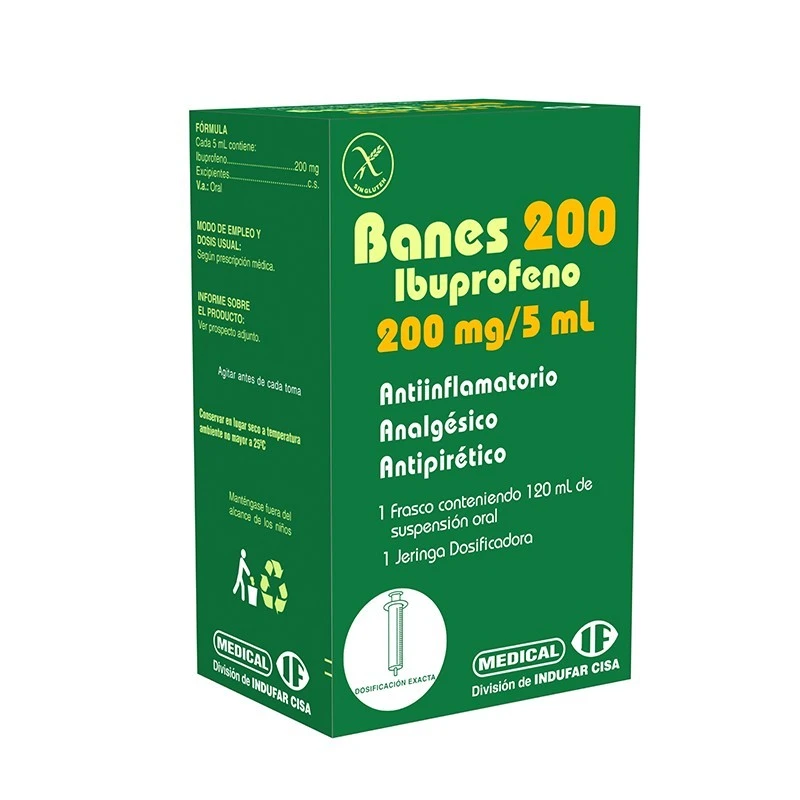 FÓRMULA
Cada 5 mL contiene:
Ibuprofeno..............................200 mg
Excipientes................................c.s.
V.a.: Oral
MODO DE EMPLEO Y
DOSIS USUAL:
Según prescripción médica.
INFORME SOBRE
EL PRODUCTO:
Ver prospecto adjunto.
Agitar antes de cada toma
Conservar en lugar seco a temperatura
ambiente no mayor a 25ºC
Manténgase fuera del
alcance de los niños
MEDICAL IF
División de INDUFAR CISA
SIN GLUTEN
Banes 200
Ibuprofeno
200 mg/5 mL
Antiinflamatorio
Analgésico
Antipirético
1 Frasco conteniendo 120 mL de
suspensión oral
1 Jeringa Dosificadora
DOSIFICACIÓN EXACTA
MEDICAL IF
División de INDUFAR CISA